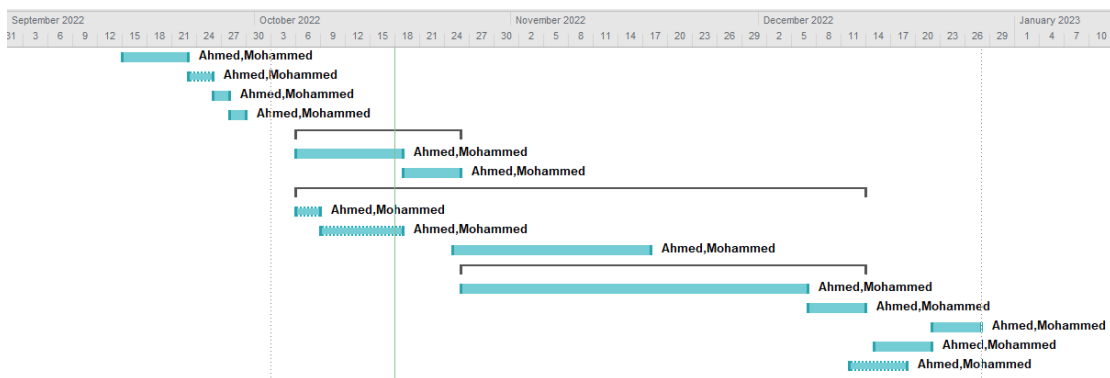 September 2022 October 2022 November 2022 December 2022 January 2023
31 3 6 9 12 15 18 21 24 27 30 3 6 9 12 15 18 21 24 27 30 2 5 8 11 14 17 20 23 26 29 2 5 8 11 14 17 20 23 26 29 1 4 7 10
Ahmed,Mohammed
Ahmed,Mohammed
Ahmed,Mohammed
Ahmed,Mohammed
Ahmed,Mohammed
Ahmed,Mohammed
Ahmed,Mohammed
Ahmed,Mohammed
Ahmed,Mohammed
Ahmed,Mohammed
Ahmed,Mohammed
Ahmed,Mohammed
Ahmed,Mohammed
Ahmed,Mohammed